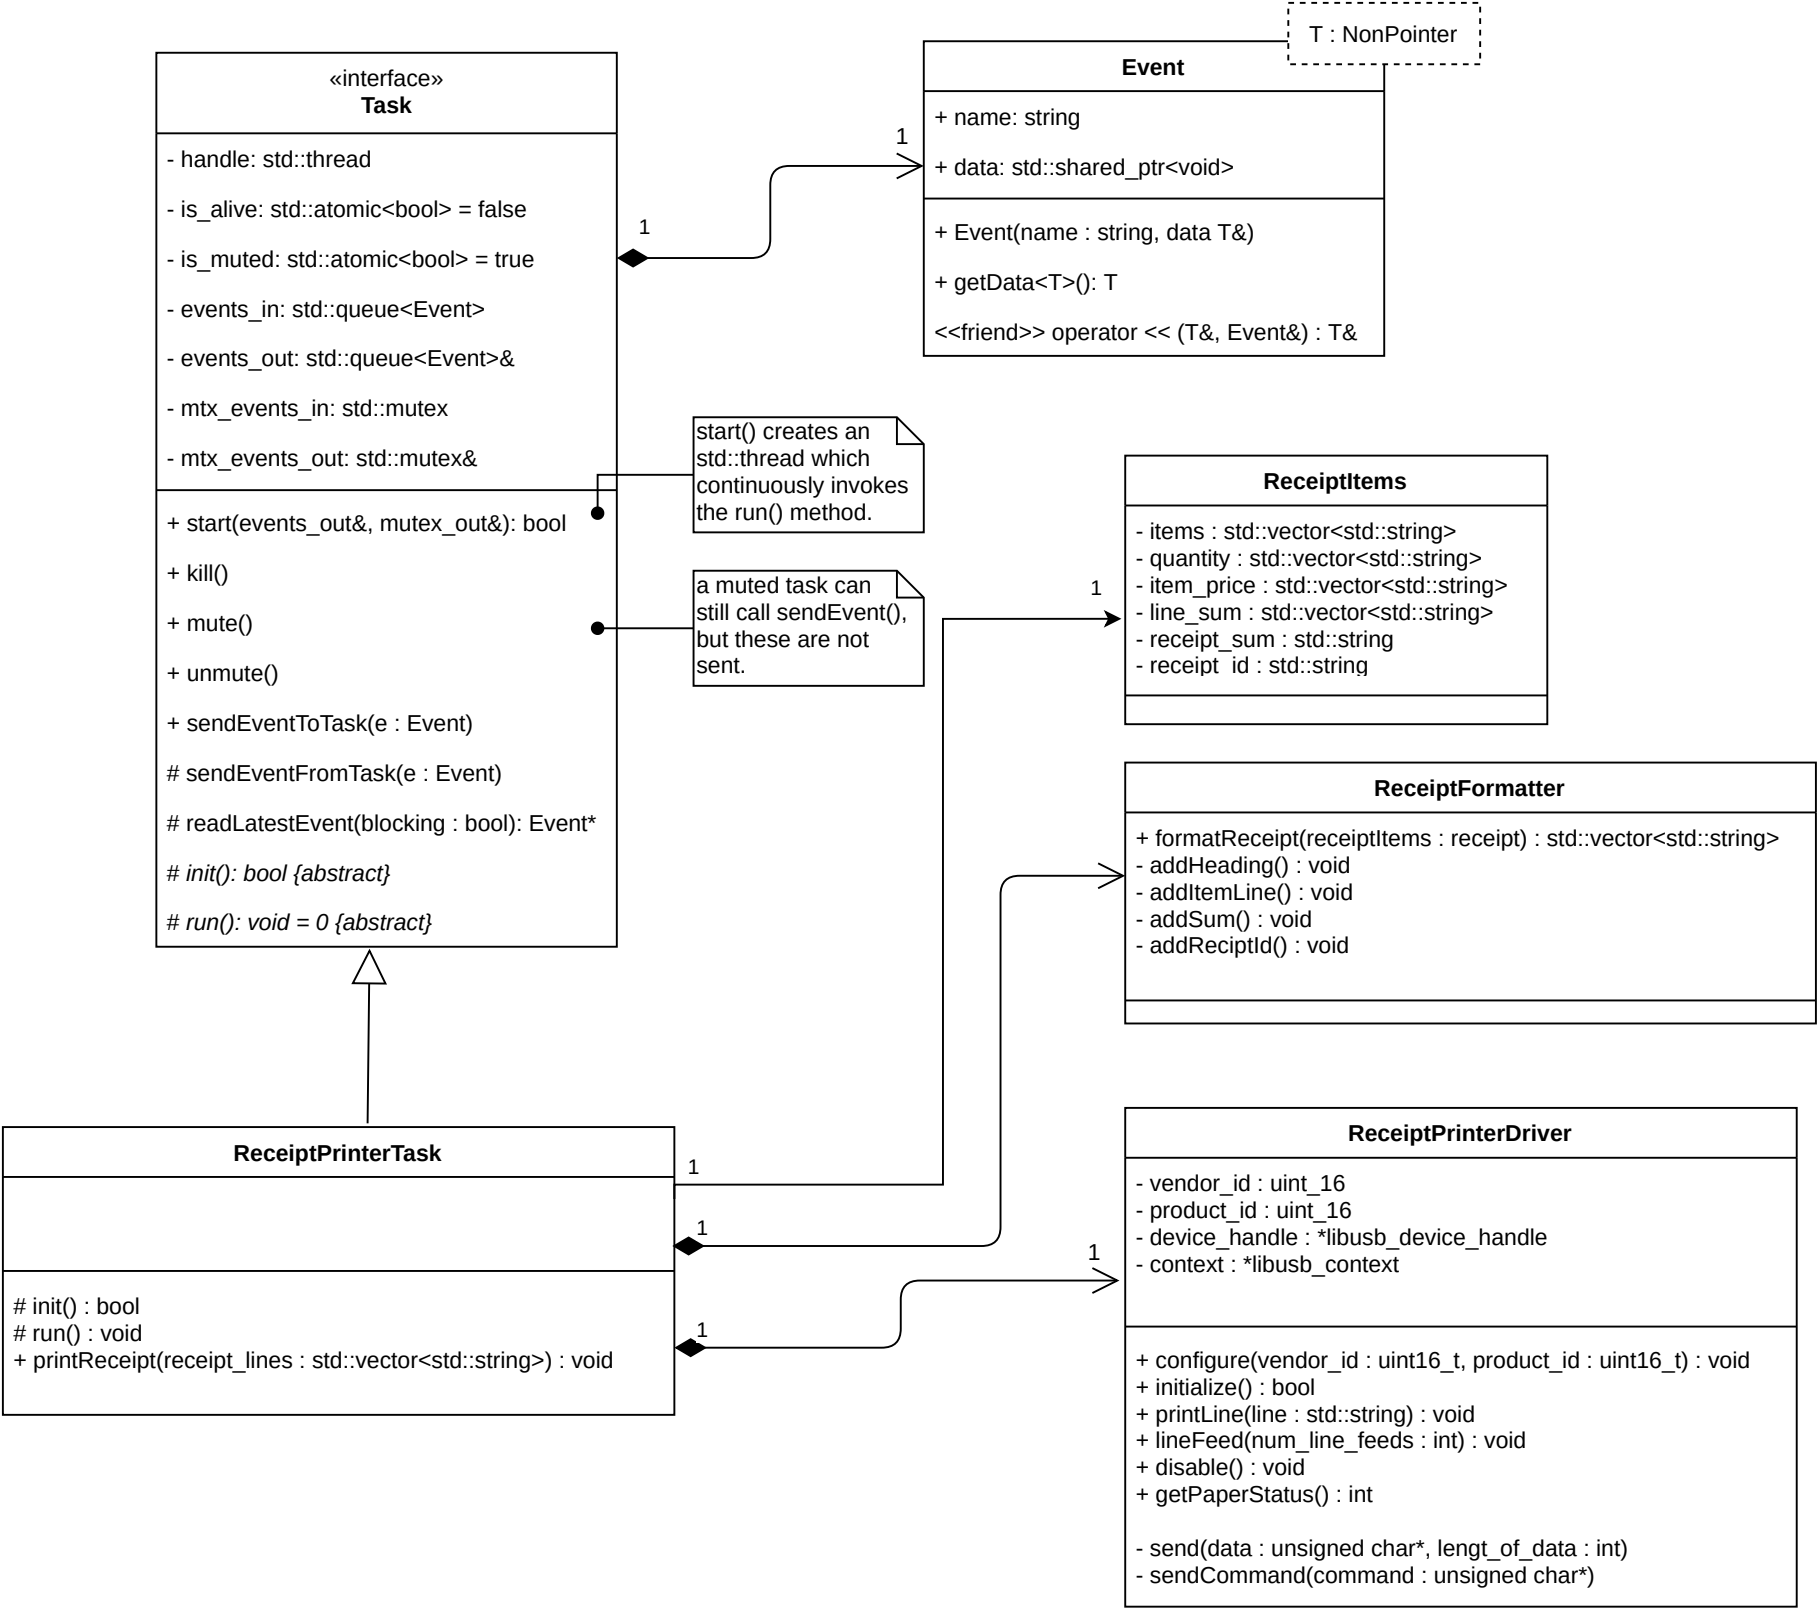 «interface»
Task
- handle: std::thread
- is_alive: std::atomic<bool> = false
- is_muted: std::atomic<bool> = true
- events_in: std::queue<Event>
- events_out: std::queue<Event>&
- mtx_events_in: std::mutex
- mtx_events_out: std::mutex&
+ start(events_out&, mutex_out&): bool
+ kill()
+ mute()
+ unmute()
+ sendEventToTask(e : Event)
# sendEventFromTask(e : Event)
# readLatestEvent(blocking : bool): Event*
# init(): bool {abstract}
# run(): void = 0 {abstract}
1
1
T : NonPointer
Event
+ name: string
+ data: std::shared_ptr<void>
+ Event(name : string, data T&)
+ getData<T>(): T
<<friend>> operator << (T&, Event&) : T&
start() creates an
std::thread which
continuously invokes
the run() method.
a muted task can
still call sendEvent(),
but these are not
sent.
1
ReceiptItems
- items : std::vector<std::string>
- quantity : std::vector<std::string>
- item_price : std::vector<std::string>
- line_sum : std::vector<std::string>
- receipt_sum : std::string
- receipt_id : std::string
ReceiptFormatter
+ formatReceipt(receiptItems : receipt) : std::vector<std::string>
- addHeading() : void
- addItemLine() : void
- addSum() : void
- addReciptId() : void
ReceiptPrinterTask
# init() : bool
# run() : void
+ printReceipt(receipt_lines : std::vector<std::string>) : void
1
1
1
1
ReceiptPrinterDriver
- vendor_id : uint_16
- product_id : uint_16
- device_handle : *libusb_device_handle
- context : *libusb_context
+ configure(vendor_id : uint16_t, product_id : uint16_t) : void
+ initialize() : bool
+ printLine(line : std::string) : void
+ lineFeed(num_line_feeds : int) : void
+ disable() : void
+ getPaperStatus() : int
- send(data : unsigned char*, lengt_of_data : int)
- sendCommand(command : unsigned char*)